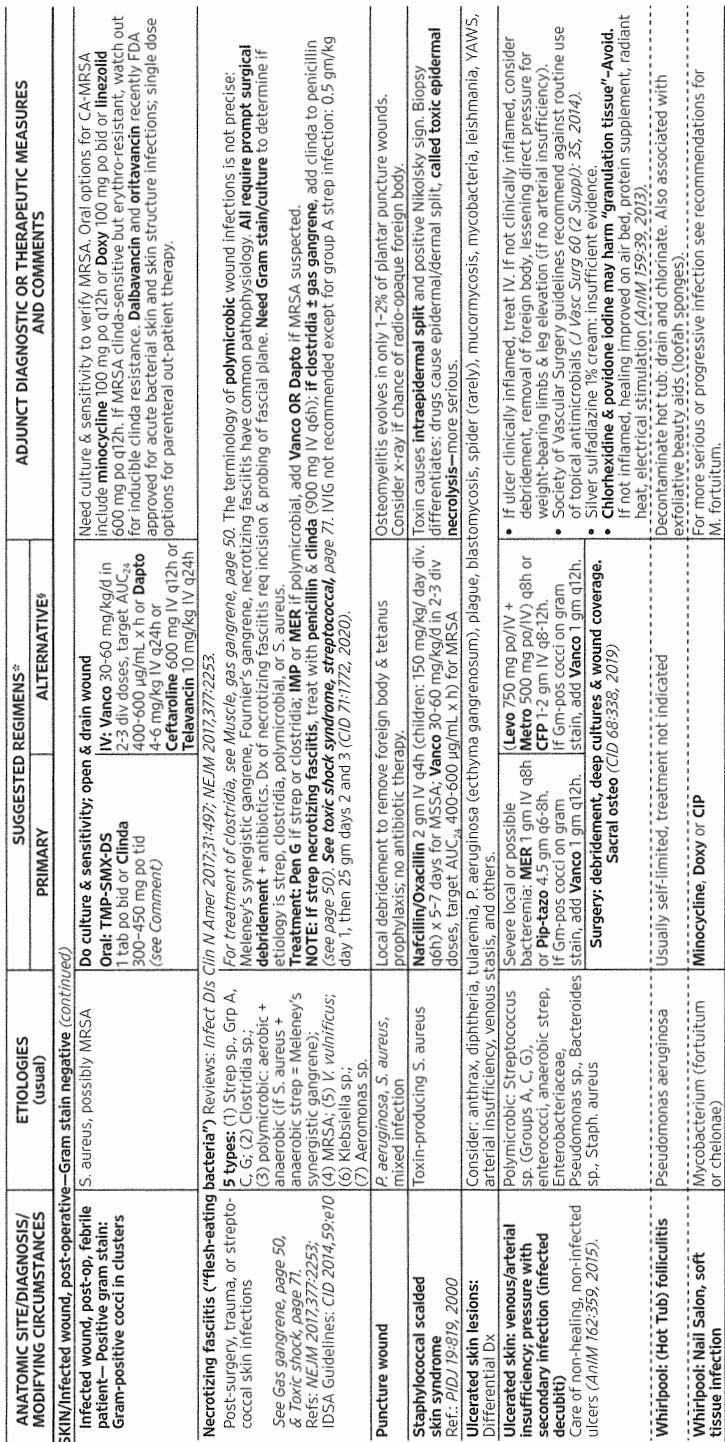 ANATOMIC SITE/DIAGNOSIS/
MODIFYING CIRCUMSTANCES
ETIOLOGIES
(usual)
SUGGESTED REGIMENS*
PRIMARY
ALTERNATIVE§
ADJUNCT DIAGNOSTIC OR THERAPEUTIC MEASURES
AND COMMENTS
SKIN/Infected wound, post-operative—Gram stain negative (continued)
Infected wound, post-op, febrile
patient— Positive gram stain:
Gram-positive cocci in clusters
S. aureus, possibly MRSA
Do culture & sensitivity; open & drain wound
Oral: TMP-SMX-DS
1 tab po bid or Clinda
300–450 mg po tid
(see Comment)
IV: Vanco 30-60 mg/kg/d in
2-3 div doses, target AUC24
400-600 µg/mL x h or Dapto
4-6 mg/kg IV q24h or
Ceftaroline 600 mg IV q12h or
Telavancin 10 mg/kg IV q24h
Need culture & sensitivity to verify MRSA. Oral options for CA-MRSA
include minocycline 100 mg po q12h or Doxy 100 mg po bid or linezolid
600 mg po q12h. If MRSA clinda-sensitive but erythro-resistant, watch out
for inducible clinda resistance. Dalbavancin and oritavancin recently FDA
approved for acute bacterial skin and skin structure infections; single dose
options for parenteral out-patient therapy.
Necrotizing fasciitis ("flesh-eating bacteria") Reviews: Infect Dis Clin N Amer 2017;31:497; NEJM 2017,377:2253.
Post-surgery, trauma, or strepto-
coccal skin infections
See Gas gangrene, page 50,
& Toxic shock, page 71.
Refs: NEJM 2017,377:2253;
IDSA Guidelines: CID 2014,59:e10
5 types: (1) Strep sp., Grp A,
C, G; (2) Clostridia sp.;
(3) polymicrobic: aerobic +
anaerobic (if S. aureus +
anaerobic strep = Meleney's
synergistic gangrene);
(4) MRSA; (5) V. vulnificus;
(6) Klebsiella sp.;
(7) Aeromonas sp.
For treatment of clostridia, see Muscle, gas gangrene, page 50. The terminology of polymicrobic wound infections is not precise:
Meleney's synergistic gangrene, Fournier's gangrene, necrotizing fasciitis have common pathophysiology. All require prompt surgical
debridement + antibiotics. Dx of necrotizing fasciitis req incision & probing of fascial plane. Need Gram stain/culture to determine if
etiology is strep, clostridia, polymicrobial, or S. aureus.
Treatment: Pen G if strep or clostridia; IMP or MER if polymicrobial, add Vanco OR Dapto if MRSA suspected.
NOTE: If strep necrotizing fasciitis, treat with penicillin & clinda (900 mg IV q6h); if clostridia ± gas gangrene, add clinda to penicillin
(see page 50). See toxic shock syndrome, streptococcal, page 71. IVIG not recommended except for group A strep infection: 0.5 gm/kg
day 1, then 25 gm days 2 and 3 (CID 71:1772, 2020).
Puncture wound
P. aeruginosa, S. aureus,
mixed infection
Local debridement to remove foreign body & tetanus
prophylaxis; no antibiotic therapy.
Osteomyelitis evolves in only 1–2% of plantar puncture wounds.
Consider x-ray if chance of radio-opaque foreign body.
Staphylococcal scalded
skin syndrome
Ref.: PIDJ 19:819, 2000
Toxin-producing S. aureus
Nafcillin/Oxacillin 2 gm IV q4h (children: 150 mg/kg/ day div.
q6h) x 5–7 days for MSSA; Vanco 30-60 mg/kg/d in 2-3 div
doses, target AUC24 400-600 µg/mL x h) for MRSA
Toxin causes intraepidermal split and positive Nikolsky sign. Biopsy
differentiates: drugs cause epidermal/dermal split, called toxic epidermal
necrolysis—more serious.
Ulcerated skin lesions:
Differential Dx
Consider: anthrax, diphtheria, tularemia, P. aeruginosa (ecthyma gangrenosum), plague, blastomycosis, spider (rarely), mucormycosis, mycobacteria, leishmania, YAWS,
arterial insufficiency, venous stasis, and others.
Ulcerated skin: venous/arterial
insufficiency; pressure with
secondary infection (infected
decubiti)
Care of non-healing, non-infected
ulcers (AnIM 162:359, 2015).
Polymicrobic: Streptococcus
sp. (Groups A, C, G),
enterococci, anaerobic strep,
Enterobacteriaceae,
Pseudomonas sp., Bacteroides
sp., Staph. aureus
Severe local or possible
bacteremia: MER 1 gm IV q8h
or Pip-tazo 4.5 gm q6-8h.
If Gm-pos cocci on gram
stain, add Vanco 1 gm q12h.
(Levo 750 mg po/IV +
Metro 500 mg po/IV) q8h or
CFP 1-2 gm IV q8-12h.
If Gm-pos cocci on gram
stain, add Vanco 1 gm q12h.
Surgery: debridement, deep cultures & wound coverage.
Sacral osteo (CID 68:338, 2019)
• If ulcer clinically inflamed, treat IV. If not clinically inflamed, consider
debridement, removal of foreign body, lessening direct pressure for
weight-bearing limbs & leg elevation (if no arterial insufficiency).
• Society of Vascular Surgery guidelines recommend against routine use
of topical antimicrobials (J Vasc Surg 60 (2 Suppl): 3S, 2014).
• Silver sulfadiazine 1% cream: insufficient evidence.
• Chlorhexidine & povidone iodine may harm "granulation tissue"–Avoid.
If not inflamed, healing improved on air bed, protein supplement, radiant
heat, electrical stimulation (AnIM 159:39, 2013).
Whirlpool: (Hot Tub) folliculitis
Pseudomonas aeruginosa
Usually self-limited, treatment not indicated
Decontaminate hot tub: drain and chlorinate. Also associated with
exfoliative beauty aids (loofah sponges).
Whirlpool: Nail Salon, soft
tissue infection
Mycobacterium (fortuitum
or chelonae)
Minocycline, Doxy or CIP
For more serious or progressive infection see recommendations for
M. fortuitum.